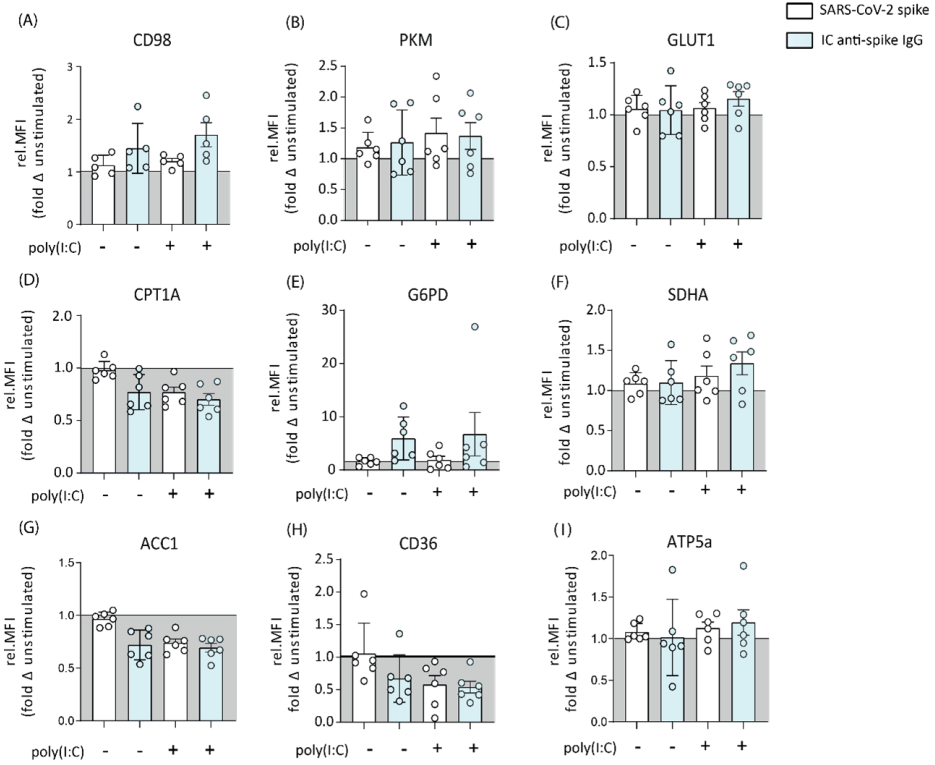 SARS-CoV-2 spike
IC anti-spike IgG
(A)
CD98
rel.MFI
(fold Δ unstimulated)
3
2
1
0
poly(I:C)
- - + +
(B)
PKM
rel.MFI
(fold Δ unstimulated)
2.5
2.0
1.5
1.0
0.5
0.0
poly(I:C)
- - + +
(C)
GLUT1
rel.MFI
(fold Δ unstimulated)
1.5
1.0
0.5
0.0
poly(I:C)
- - + +
(D)
CPT1A
rel.MFI
(fold Δ unstimulated)
2.0
1.0
0.5
0.0
poly(I:C)
- - + +
(E)
G6PD
rel.MFI
(fold Δ unstimulated)
30
20
10
0
poly(I:C)
- - + +
(F)
SDHA
rel.MFI
fold Δ unstimulated)
2.0
1.5
1.0
0.5
0.0
poly(I:C)
- - + +
(G)
ACC1
rel.MFI
(fold Δ unstimulated)
1.5
1.0
0.5
0.0
poly(I:C)
- - + +
(H)
CD36
rel.MFI
(fold Δ unstimulated)
2.5
2.0
1.5
1.0
0.5
0.0
poly(I:C)
- - + +
(I)
ATP5a
rel.MFI
(fold Δ unstimulated)
2.0
1.5
1.0
0.5
0.0
poly(I:C)
- - + +